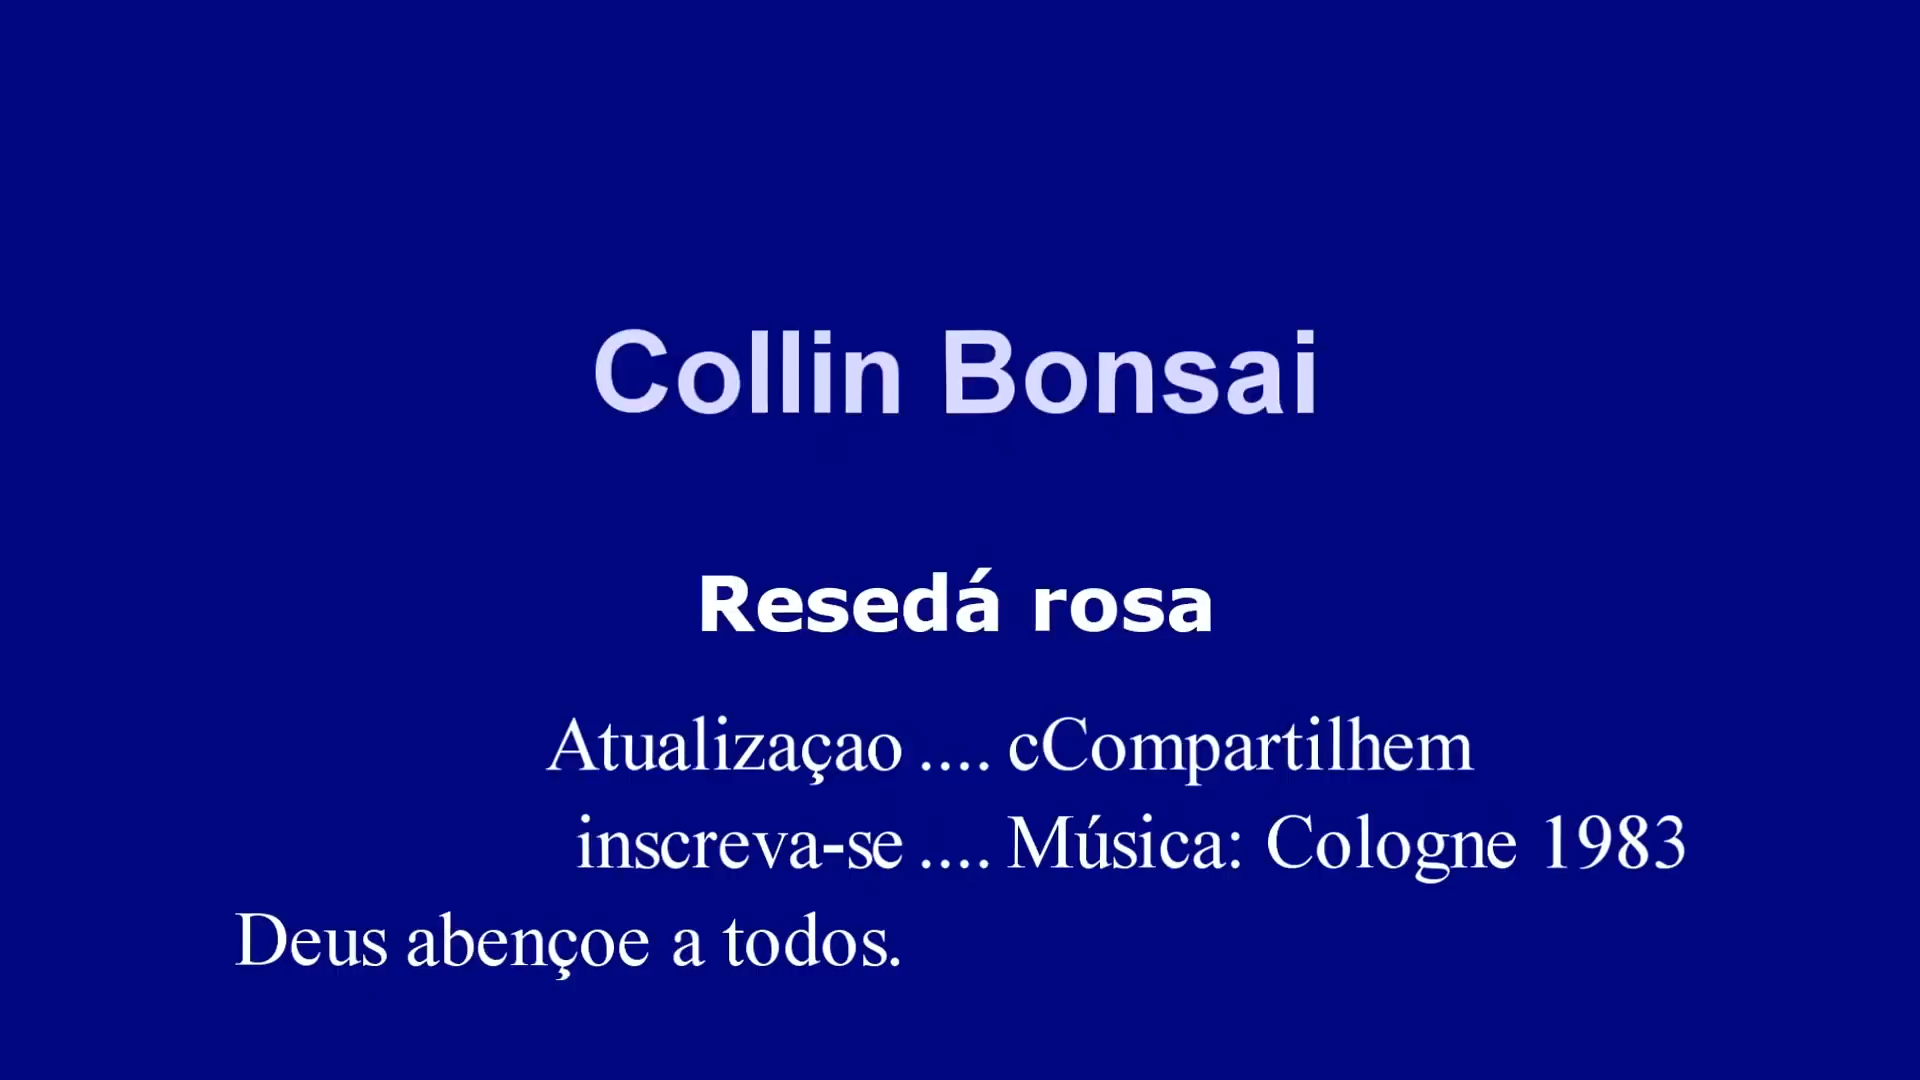 Collin Bonsai
Resedá rosa
Atualizaçao .... cCompartilhem
inscreva-se .... Música: Cologne 1983
Deus abençoe a todos.